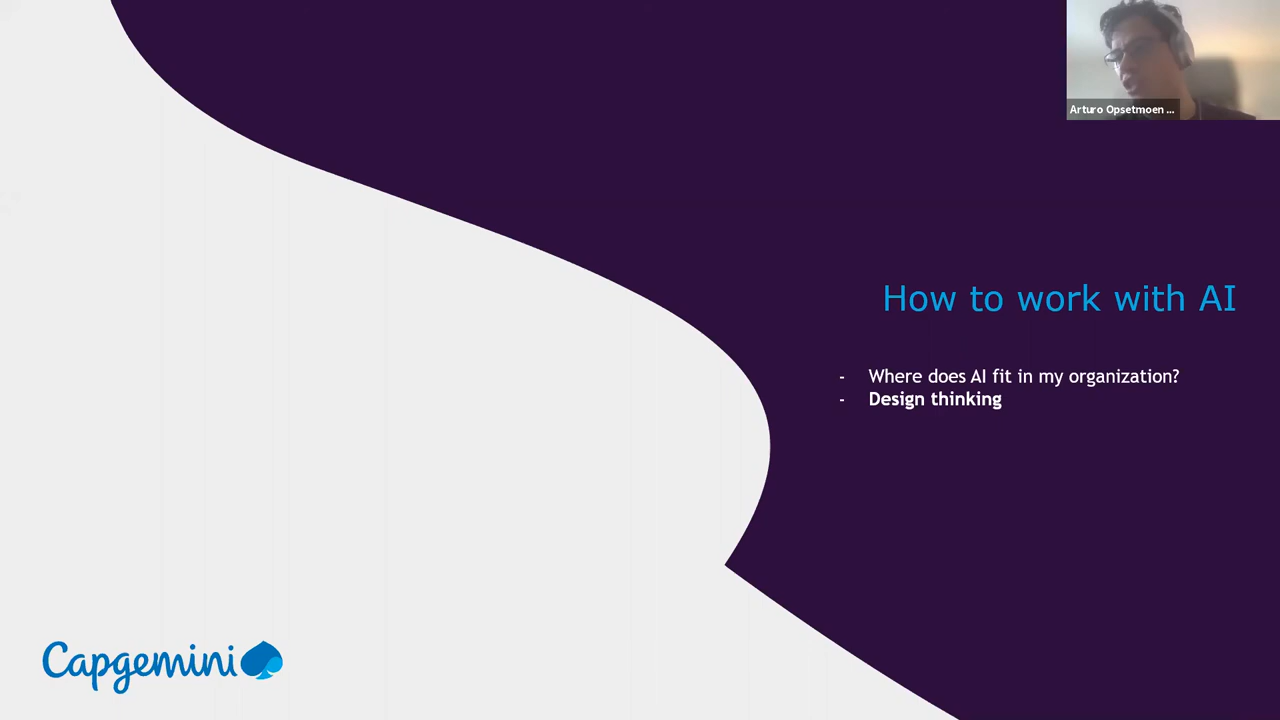 Arturo Opsetmoen ...
How to work with AI
- Where does AI fit in my organization?
- Design thinking
Capgemini